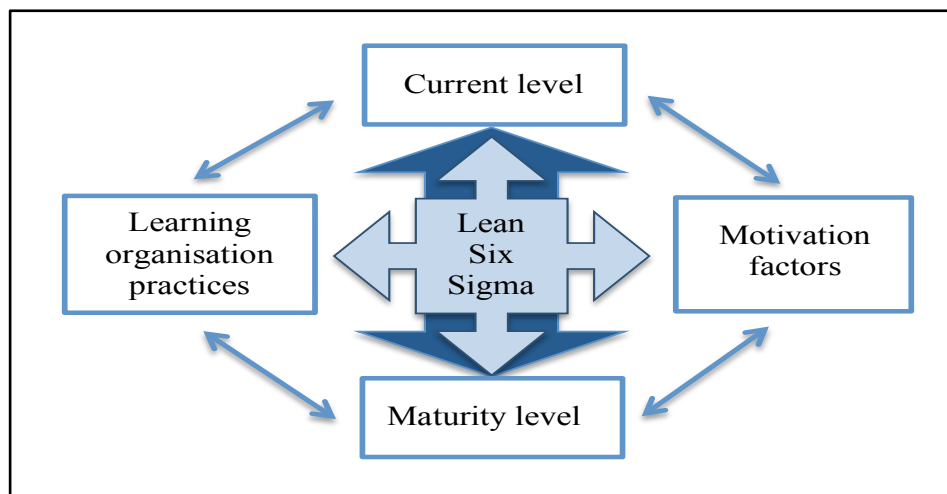 Current level
Learning
organisation
practices
Lean
Six
Sigma
Motivation
factors
Maturity level